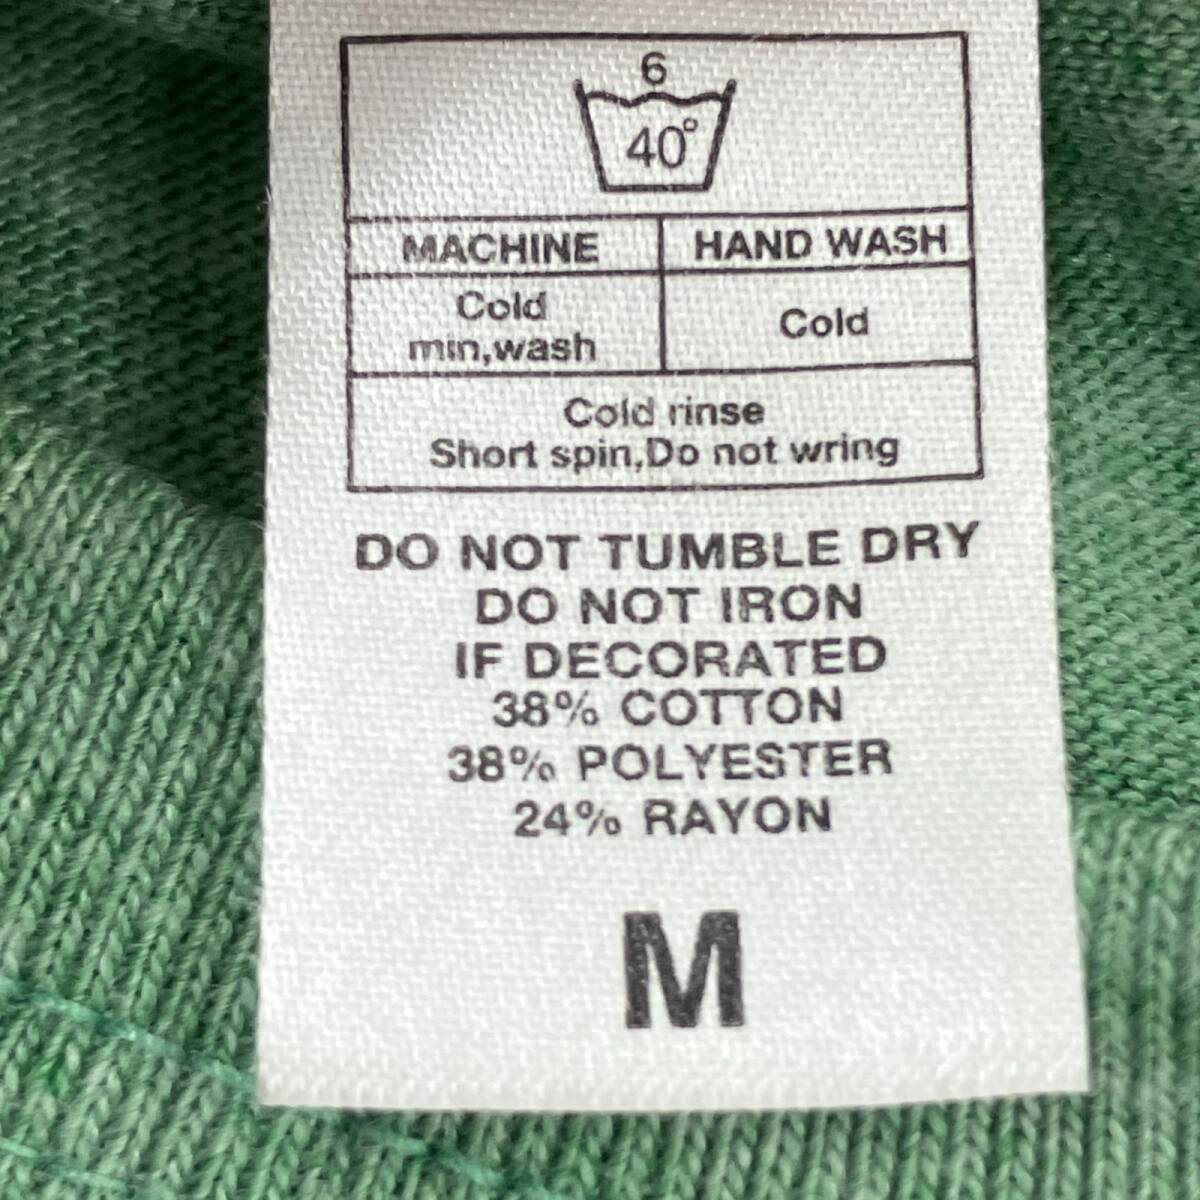 6
40°
MACHINE
HAND WASH
Cold
min,wash
Cold
Cold rinse
Short spin,Do not wring
DO NOT TUMBLE DRY
DO NOT IRON
IF DECORATED
38% COTTON
38% POLYESTER
24% RAYON
M